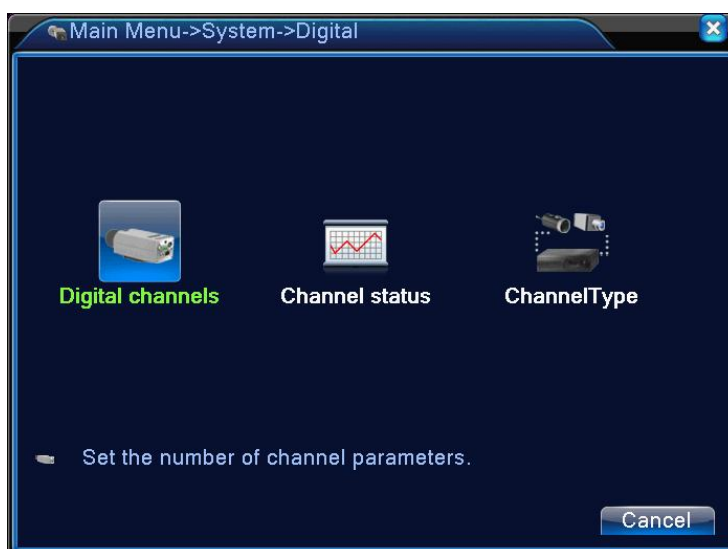 Main Menu->System->Digital
Digital channels
Channel status
ChannelType
Set the number of channel parameters.
Cancel